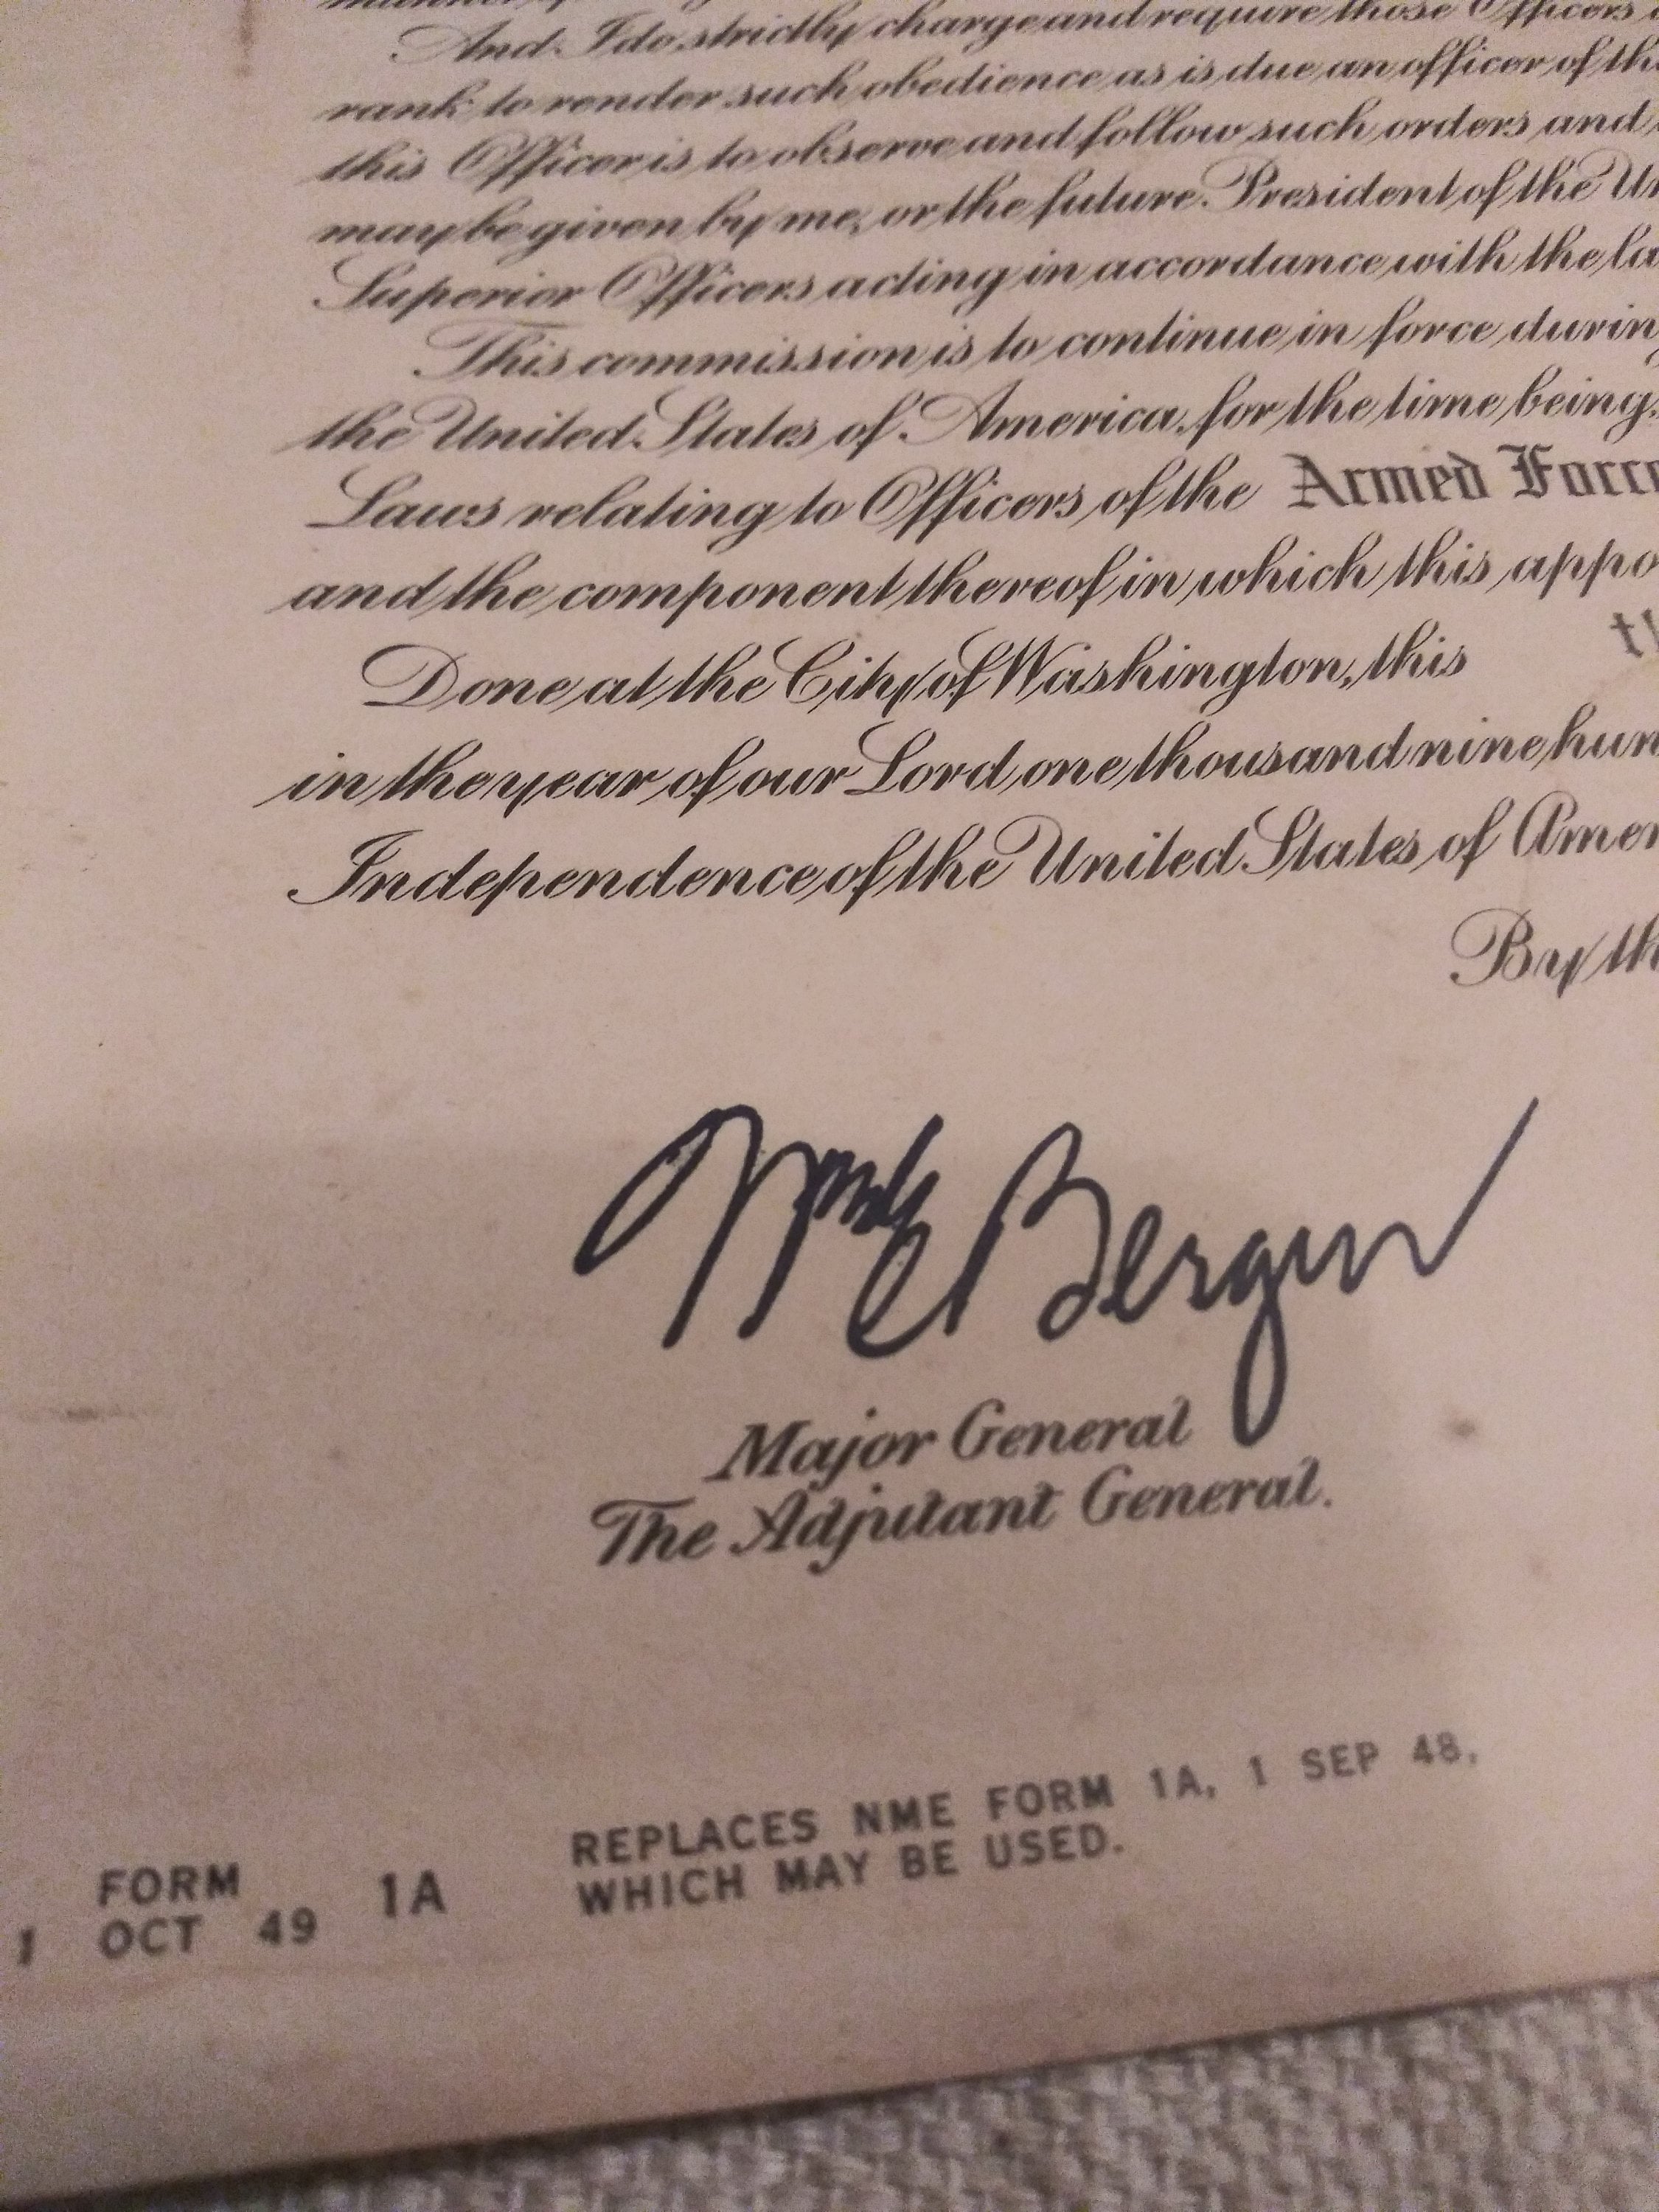 And I do strictly charge and require those Officers
rank to render such obedience as is due an officer of th
this Officer is to observe and follow such orders and
may be given by me, or the future President of the Un
Superior Officers acting in accordance with the la
This commission is to continue in force durin
the United States of America, for the time being,
Laws relating to Officers of the Armed Force
and the component thereof in which this appo
Done at the City of Washington, this th
in the year of our Lord one thousand nine hun
Independence of the United States of Amer
By th
Wm E Bergin
Major General
The Adjutant General.
REPLACES NME FORM 1A, 1 SEP 48,
WHICH MAY BE USED.
FORM 1A
1 OCT 49